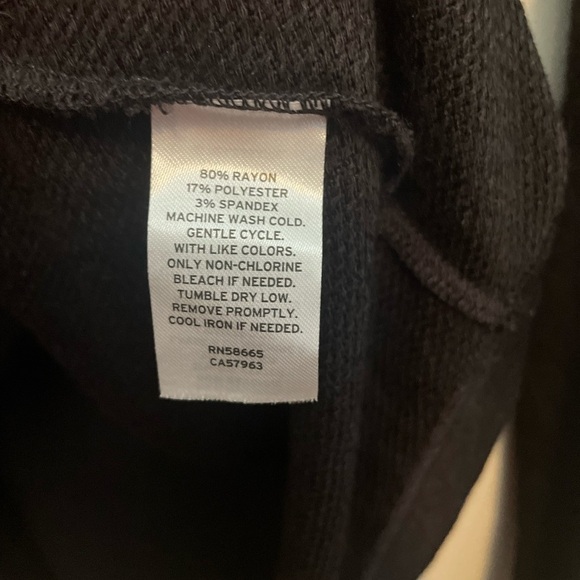 80% RAYON
17% POLYESTER
3% SPANDEX
MACHINE WASH COLD.
GENTLE CYCLE.
WITH LIKE COLORS.
ONLY NON-CHLORINE
BLEACH IF NEEDED.
TUMBLE DRY LOW.
REMOVE PROMPTLY.
COOL IRON IF NEEDED.
RN58665
CA57963